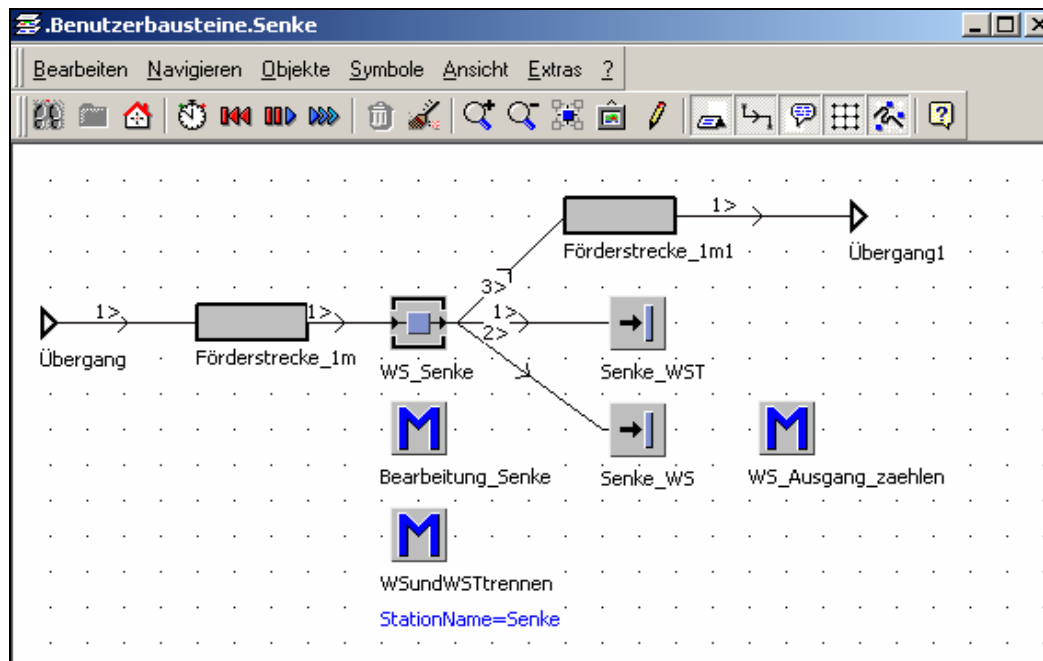 .Benutzerbausteine.Senke
Bearbeiten Navigieren Objekte Symbole Ansicht Extras ?
1>
Förderstrecke_1m1
Übergang1
3>
1>
1>
1>
2>
Übergang
Förderstrecke_1m
WS_Senke
Senke_WST
M
M
Bearbeitung_Senke
Senke_WS
WS_Ausgang_zaehlen
M
WSundWSTtrennen
StationName=Senke